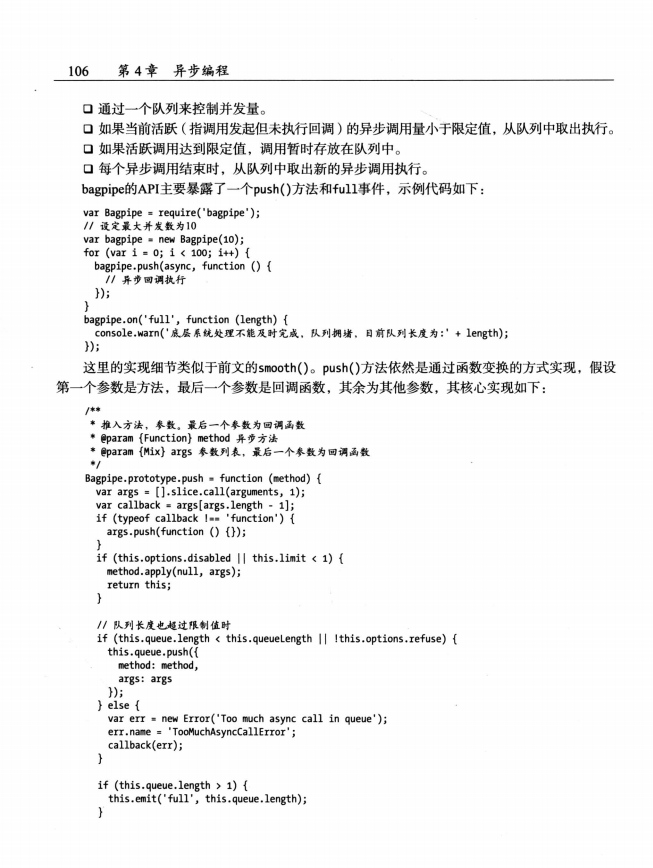 106 第 4 章 异步编程
❑ 通过一个队列来控制并发量。
❑ 如果当前活跃（指调用发起但未执行回调）的异步调用量小于限定值，从队列中取出执行。
❑ 如果活跃调用达到限定值，调用暂时存放在队列中。
❑ 每个异步调用结束时，从队列中取出新的异步调用执行。
bagpipe的API主要暴露了一个push()方法和full事件，示例代码如下：
var Bagpipe = require('bagpipe');
// 设定最大并发数为10
var bagpipe = new Bagpipe(10);
for (var i = 0; i < 100; i++) {
  bagpipe.push(async, function () {
    // 异步回调执行
  });
}
bagpipe.on('full', function (length) {
  console.warn('底层系统处理不能及时完成，队列拥堵，目前队列长度为:' + length);
});
这里的实现细节类似于前文的smooth()。push()方法依然是通过函数变换的方式实现，假设
第一个参数是方法，最后一个参数是回调函数，其余为其他参数，其核心实现如下：
/**
 * 推入方法，参数。最后一个参数为回调函数
 * @param {Function} method 异步方法
 * @param {Mix} args 参数列表，最后一个参数为回调函数
 */
Bagpipe.prototype.push = function (method) {
  var args = [].slice.call(arguments, 1);
  var callback = args[args.length - 1];
  if (typeof callback !== 'function') {
    args.push(function () {});
  }
  if (this.options.disabled || this.limit < 1) {
    method.apply(null, args);
    return this;
  }
  // 队列长度也超过限制值时
  if (this.queue.length < this.queueLength || !this.options.refuse) {
    this.queue.push({
      method: method,
      args: args
    });
  } else {
    var err = new Error('Too much async call in queue');
    err.name = 'TooMuchAsyncCallError';
    callback(err);
  }
  if (this.queue.length > 1) {
    this.emit('full', this.queue.length);
  }